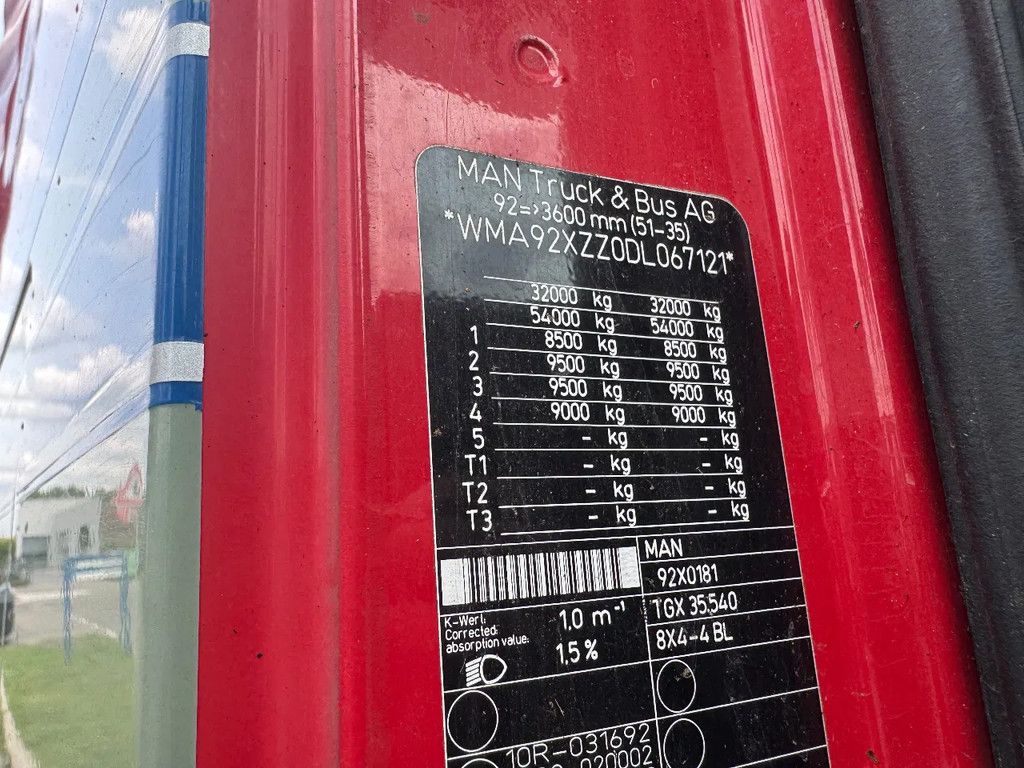 MAN Truck & Bus AG
92=>3600 mm (51-35)
*WMA92XZZ0DL067121*
32000 kg 32000 kg
54000 kg 54000 kg
1 8500 kg 8500 kg
2 9500 kg 9500 kg
3 9500 kg 9500 kg
4 9000 kg 9000 kg
5 - kg - kg
T1 - kg - kg
T2 - kg - kg
T3 - kg - kg
MAN
92X0181
TGX 35.540
8X4-4 BL
K-Wert:
Corrected
absorption value:
1.0 m⁻¹
1.5 %
10R-031692
020002